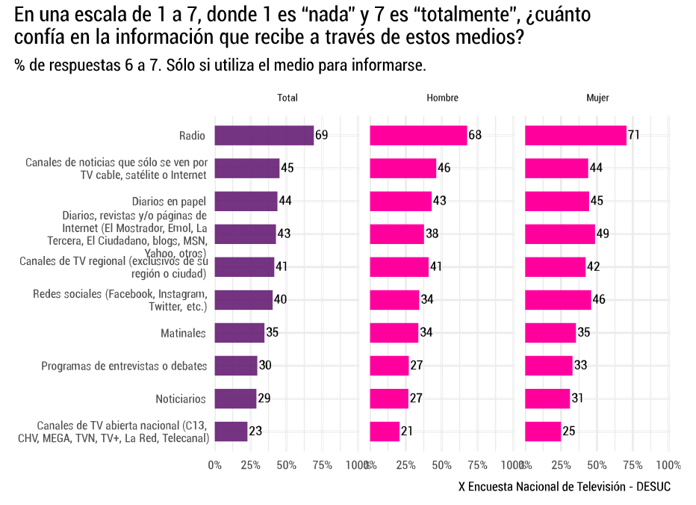 En una escala de 1 a 7, donde 1 es “nada” y 7 es “totalmente”, ¿cuánto
confía en la información que recibe a través de estos medios?
% de respuestas 6 a 7. Sólo si utiliza el medio para informarse.
Total Hombre Mujer
Radio 69 68 71
Canales de noticias que sólo se ven por
TV cable, satélite o Internet 45 46 44
Diarios en papel 44 43 45
Diarios, revistas y/o páginas de
Internet (El Mostrador, Emol, La
Tercera, El Ciudadano, blogs, MSN,
Yahoo, otros) 43 38 49
Canales de TV regional (exclusivos de su
región o ciudad) 41 41 42
Redes sociales (Facebook, Instagram,
Twitter, etc.) 40 34 46
Matinales 35 34 35
Programas de entrevistas o debates 30 27 33
Noticiarios 29 27 31
Canales de TV abierta nacional (C13,
CHV, MEGA, TVN, TV+, La Red, Telecanal) 23 21 25
0% 25% 50% 75% 100% 0% 25% 50% 75% 100% 0% 25% 50% 75% 100%
X Encuesta Nacional de Televisión - DESUC